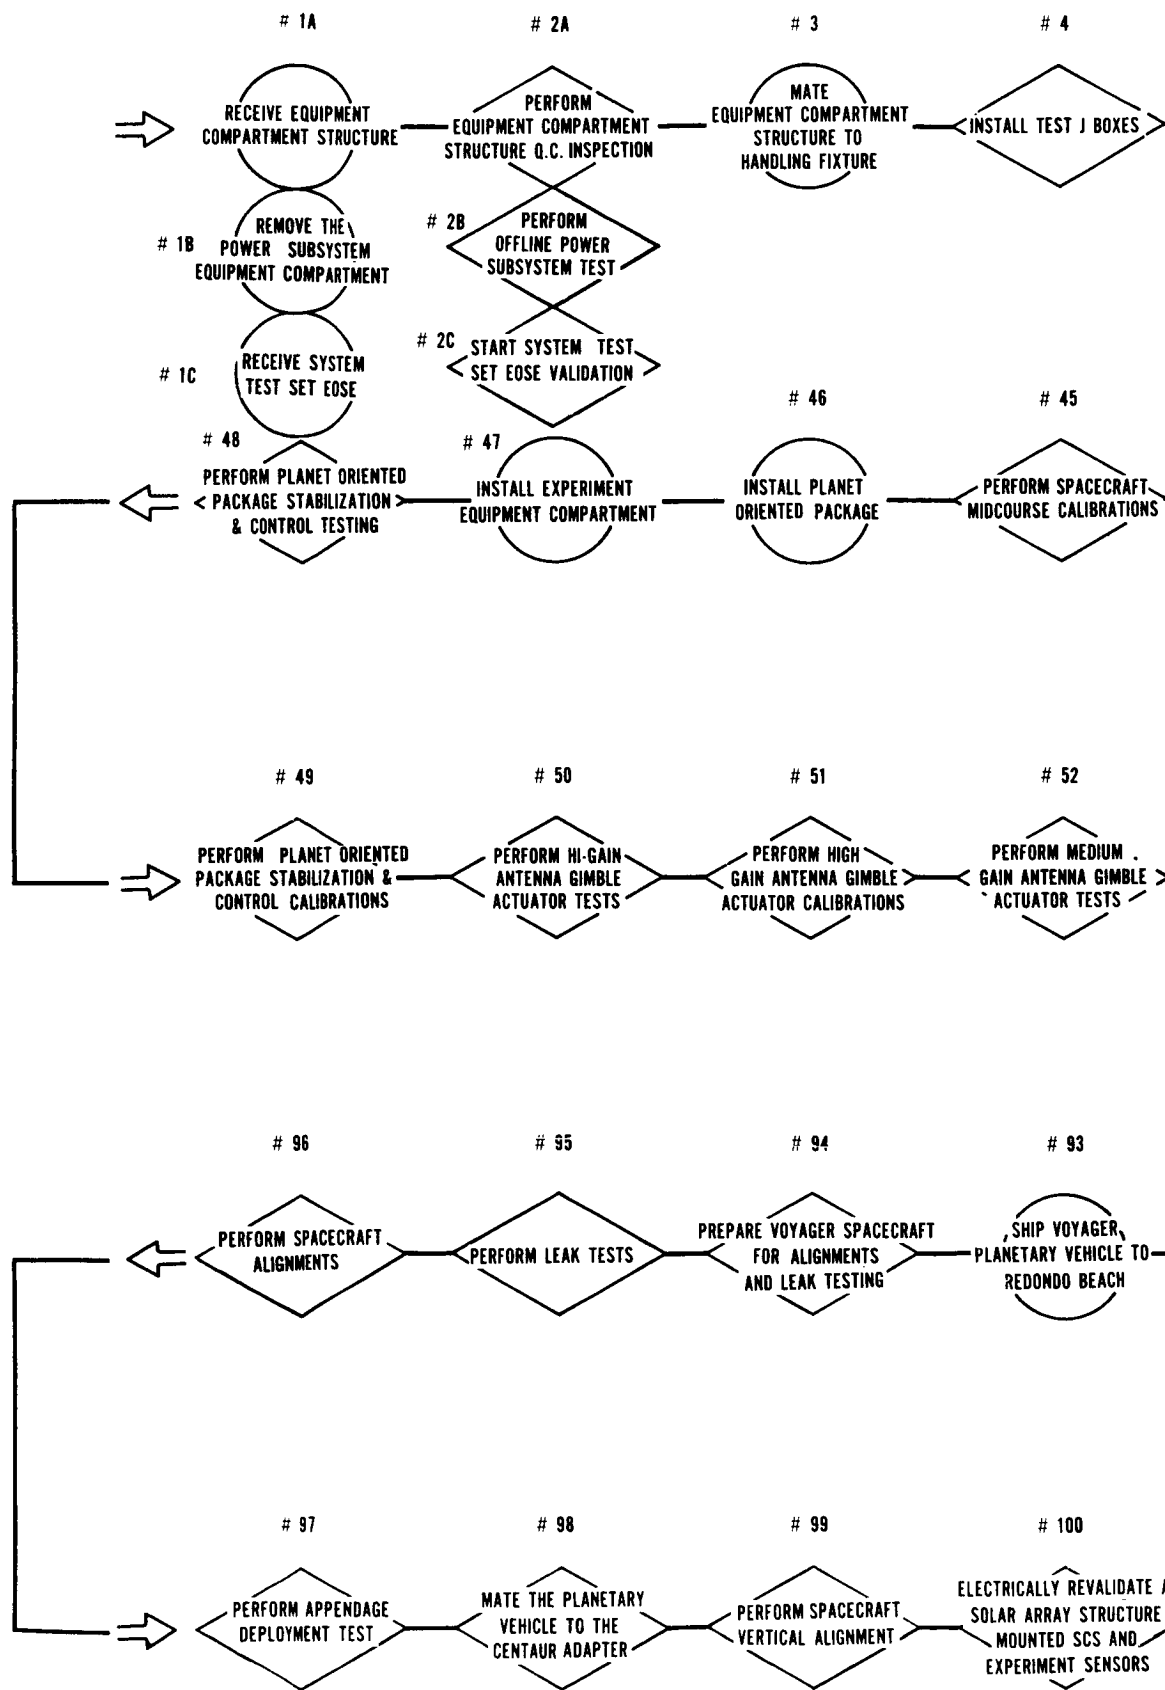 # 1A
# 2A
# 3
# 4
RECEIVE EQUIPMENT
COMPARTMENT STRUCTURE
PERFORM
EQUIPMENT COMPARTMENT
STRUCTURE Q.C. INSPECTION
MATE
EQUIPMENT COMPARTMENT
STRUCTURE TO
HANDLING FIXTURE
INSTALL TEST J BOXES
# 1B
REMOVE THE
POWER SUBSYSTEM
EQUIPMENT COMPARTMENT
# 2B
PERFORM
OFFLINE POWER
SUBSYSTEM TEST
# 1C
RECEIVE SYSTEM
TEST SET EOSE
# 2C
START SYSTEM TEST
SET EOSE VALIDATION
# 48
# 47
# 46
# 45
PERFORM PLANET ORIENTED
PACKAGE STABILIZATION
& CONTROL TESTING
INSTALL EXPERIMENT
EQUIPMENT COMPARTMENT
INSTALL PLANET
ORIENTED PACKAGE
PERFORM SPACECRAFT
MIDCOURSE CALIBRATIONS
# 49
# 50
# 51
# 52
PERFORM PLANET ORIENTED
PACKAGE STABILIZATION &
CONTROL CALIBRATIONS
PERFORM HI-GAIN
ANTENNA GIMBLE
ACTUATOR TESTS
PERFORM HIGH
GAIN ANTENNA GIMBLE
ACTUATOR CALIBRATIONS
PERFORM MEDIUM
GAIN ANTENNA GIMBLE
ACTUATOR TESTS
# 96
# 95
# 94
# 93
PERFORM SPACECRAFT
ALIGNMENTS
PERFORM LEAK TESTS
PREPARE VOYAGER SPACECRAFT
FOR ALIGNMENTS
AND LEAK TESTING
SHIP VOYAGER
PLANETARY VEHICLE TO
REDONDO BEACH
# 97
# 98
# 99
# 100
PERFORM APPENDAGE
DEPLOYMENT TEST
MATE THE PLANETARY
VEHICLE TO THE
CENTAUR ADAPTER
PERFORM SPACECRAFT
VERTICAL ALIGNMENT
ELECTRICALLY REVALIDATE
SOLAR ARRAY STRUCTURE
MOUNTED SCS AND
EXPERIMENT SENSORS